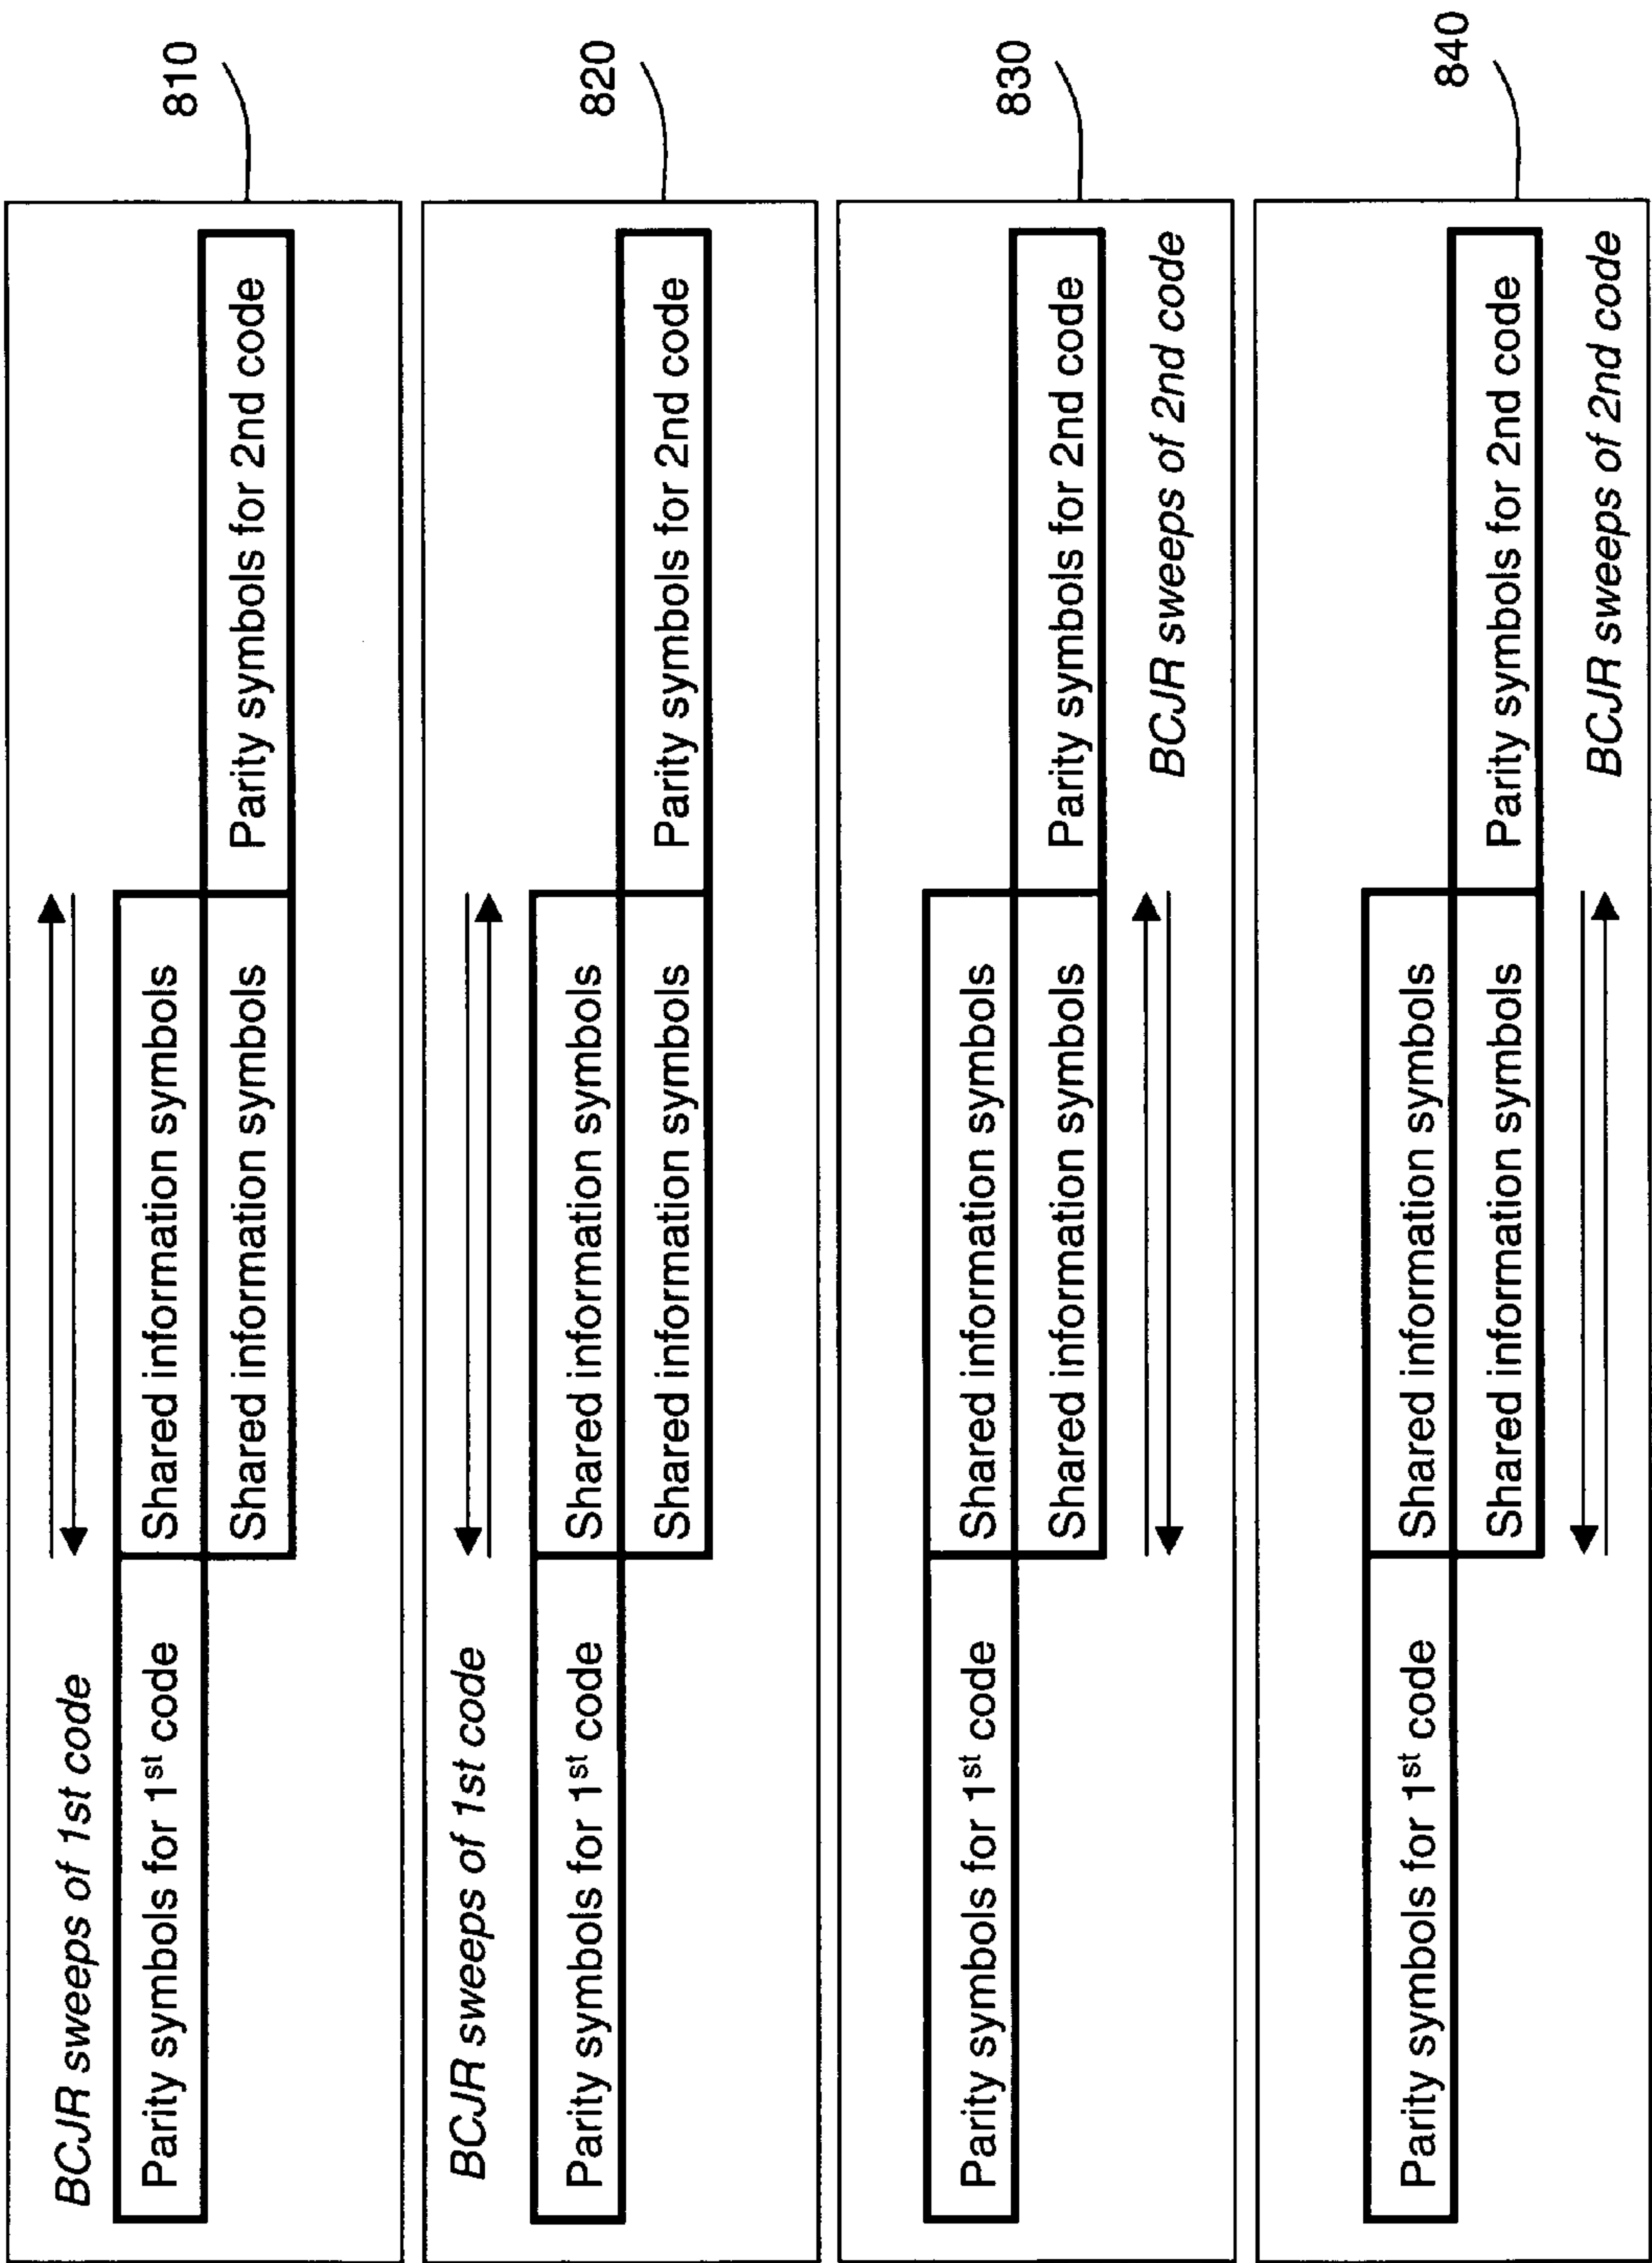 810
BCJR sweeps of 1st code
Parity symbols for 1st code
Shared information symbols
Shared information symbols
Parity symbols for 2nd code
820
BCJR sweeps of 1st code
Parity symbols for 1st code
Shared information symbols
Shared information symbols
Parity symbols for 2nd code
830
Parity symbols for 1st code
Shared information symbols
Shared information symbols
Parity symbols for 2nd code
BCJR sweeps of 2nd code
840
Parity symbols for 1st code
Shared information symbols
Shared information symbols
Parity symbols for 2nd code
BCJR sweeps of 2nd code